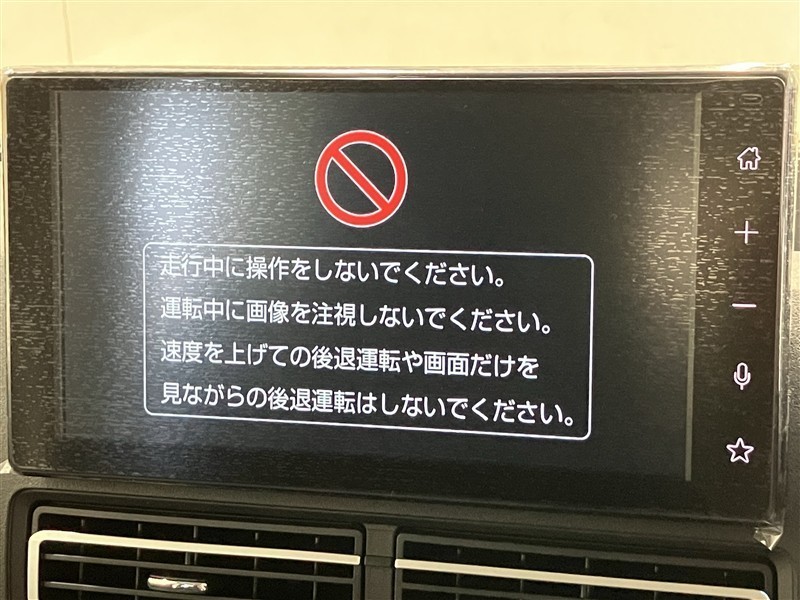 走行中に操作をしないでください。
運転中に画像を注視しないでください。
速度を上げての後退運転や画面だけを
見ながらの後退運転はしないでください。